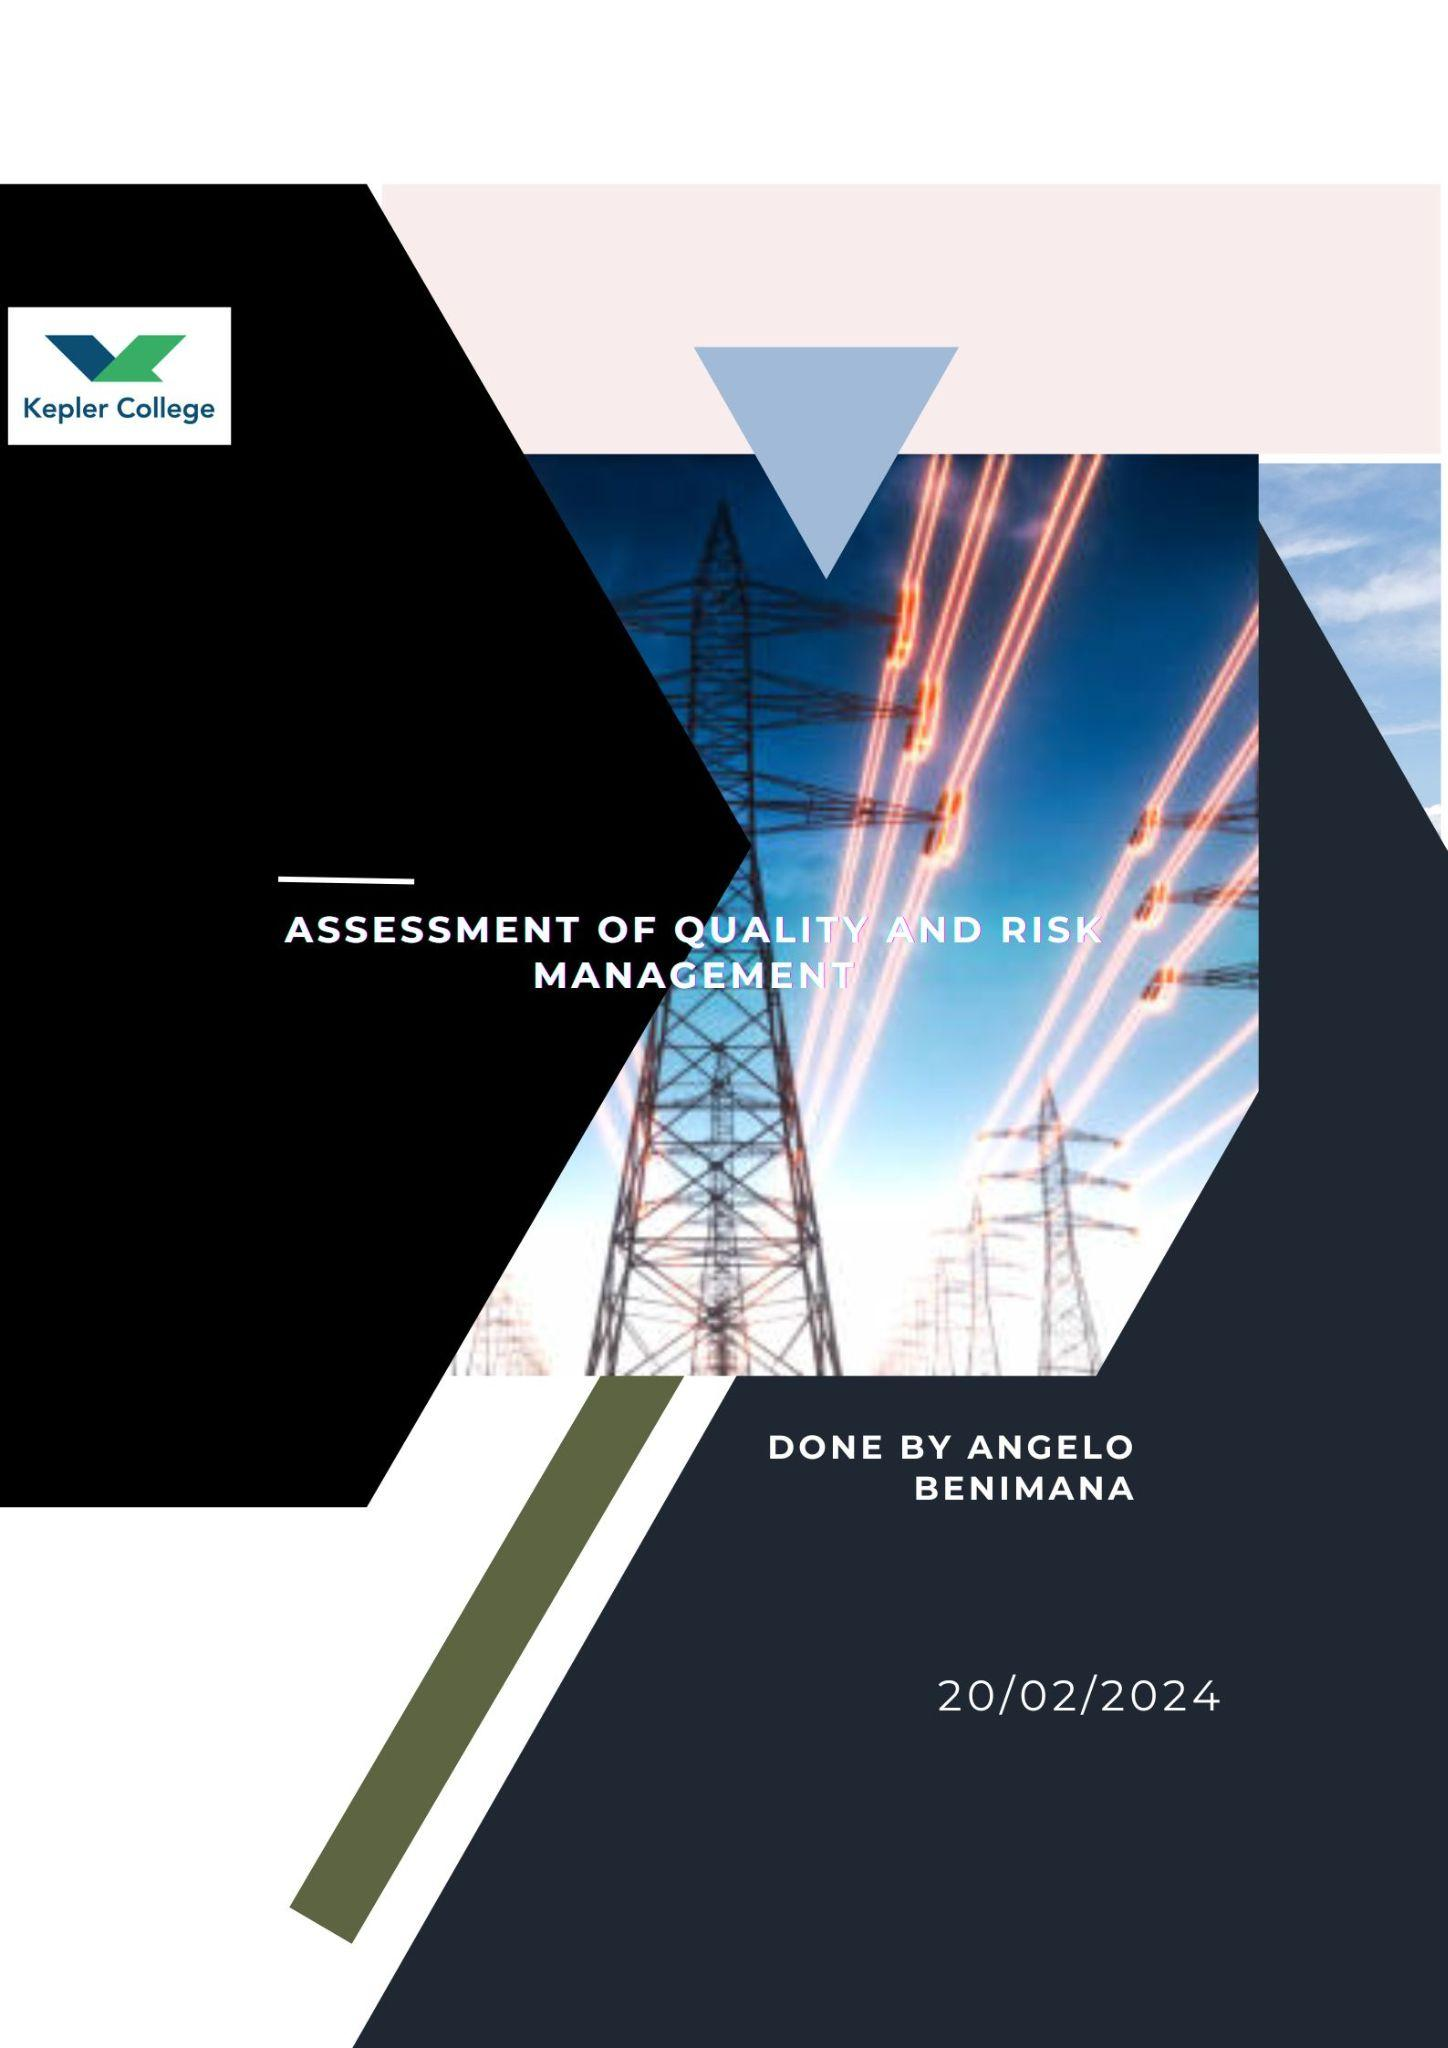 Kepler College
ASSESSMENT OF QUALITY AND RISK
MANAGEMENT
DONE BY ANGELO
BENIMANA
20/02/2024